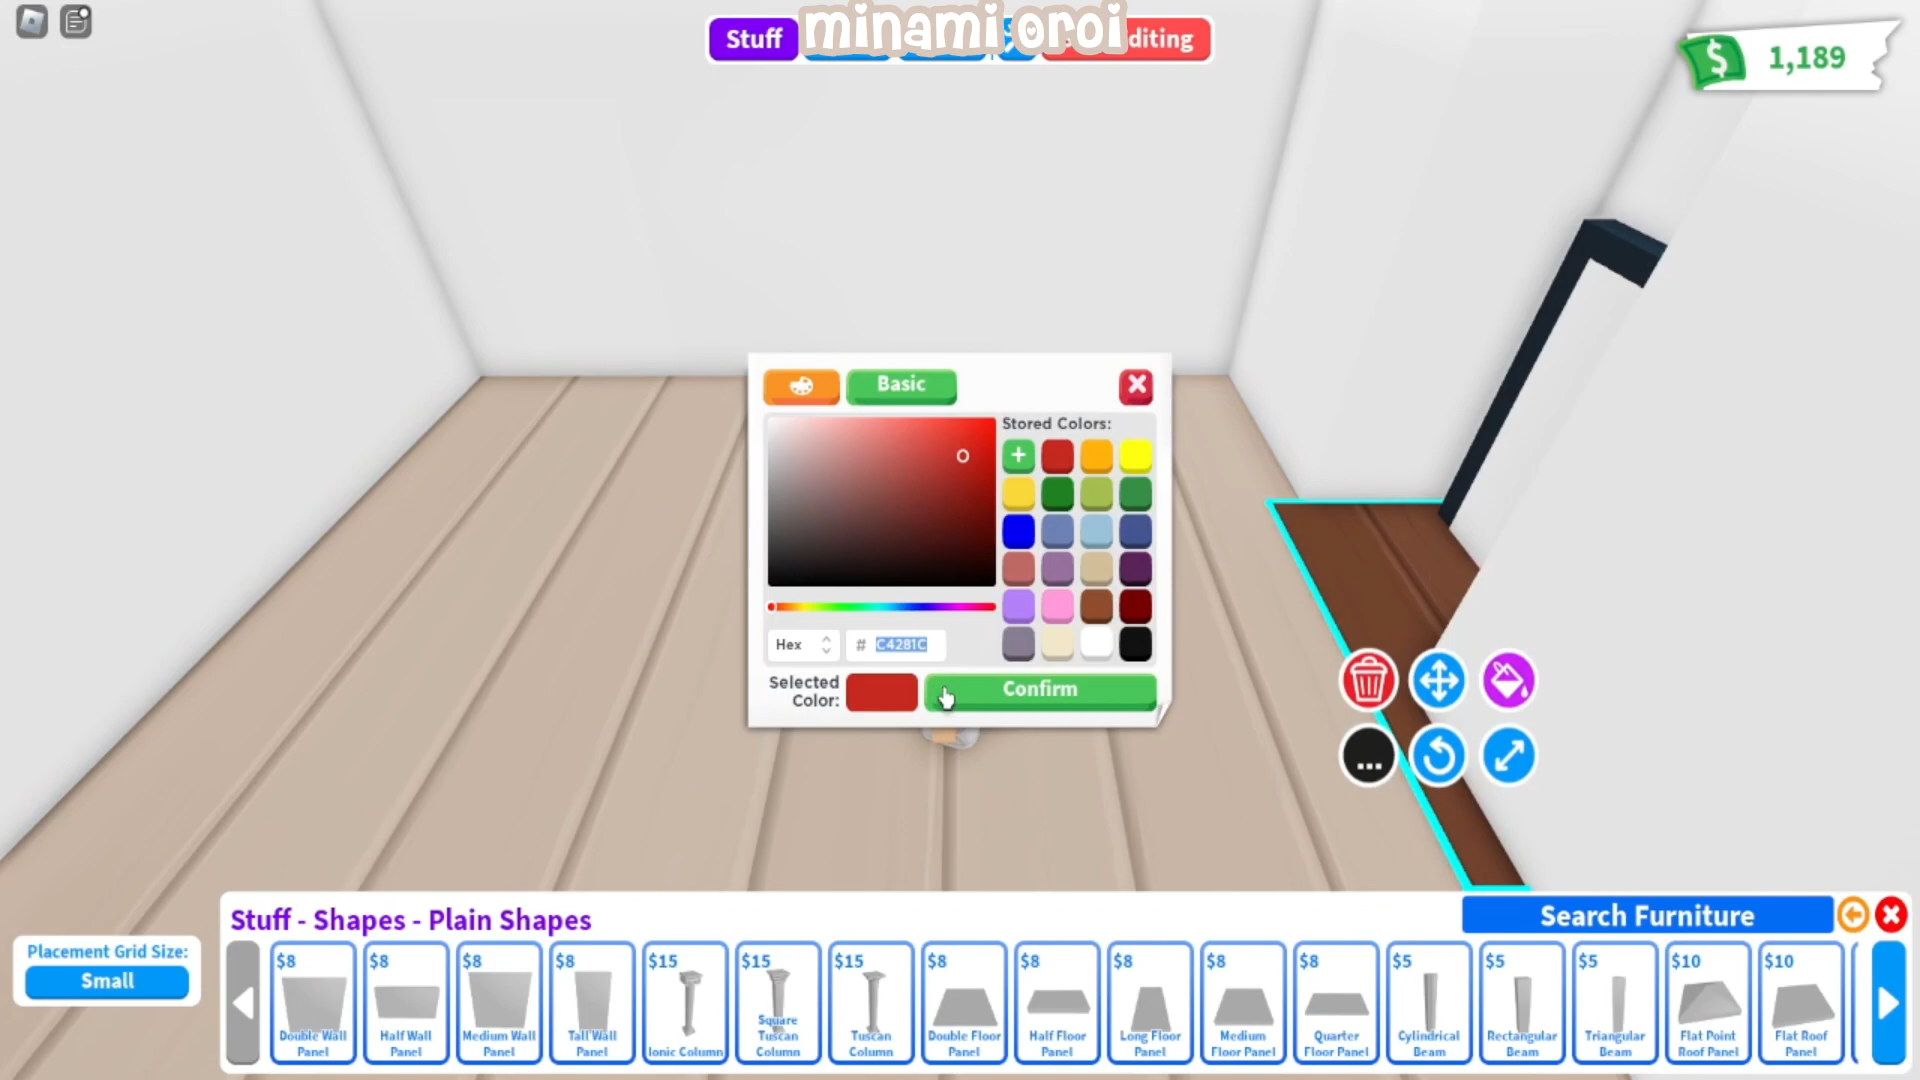 Stuff
minami oroi
diting
$ 1,189
Basic
Stored Colors:
Hex
# C4281C
Selected
Color:
Confirm
Stuff - Shapes - Plain Shapes
Search Furniture
Placement Grid Size:
Small
$8
Double Wall
Panel
$8
Half Wall
Panel
$8
Medium Wall
Panel
$8
Tall Wall
Panel
$15
Ionic Column
$15
Square
Tuscan
Column
$15
Tuscan
Column
$8
Double Floor
Panel
$8
Half Floor
Panel
$8
Long Floor
Panel
$8
Medium
Floor Panel
$8
Quarter
Floor Panel
$5
Cylindrical
Beam
$5
Rectangular
Beam
$5
Triangular
Beam
$10
Flat Point
Roof Panel
$10
Flat Roof
Panel